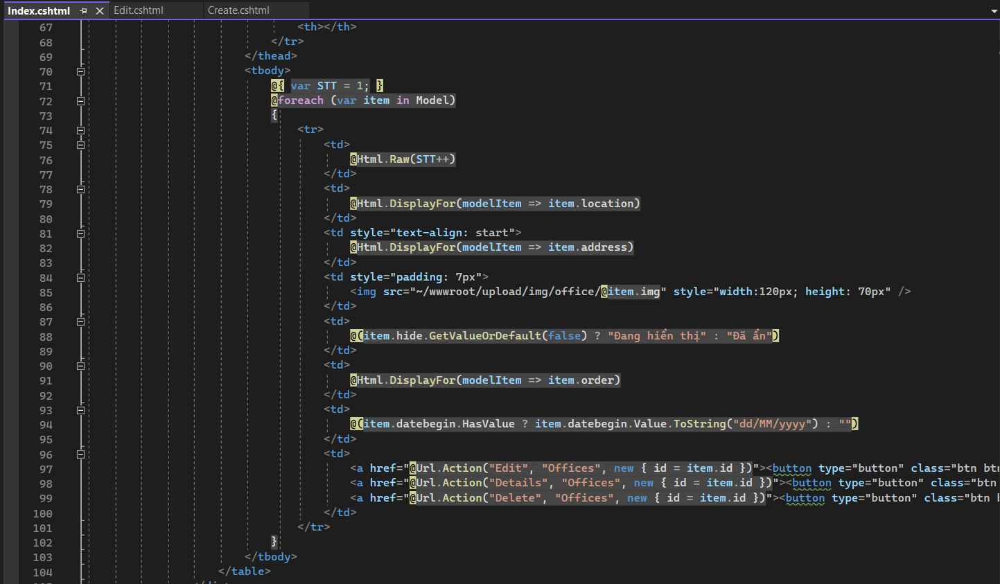 Index.cshtml Edit.cshtml Create.cshtml
67 <th></th>
68 </tr>
69 </thead>
70 <tbody>
71 @{ var STT = 1; }
72 @foreach (var item in Model)
73 {
74 <tr>
75 <td>
76 @Html.Raw(STT++)
77 </td>
78 <td>
79 @Html.DisplayFor(modelItem => item.location)
80 </td>
81 <td style="text-align: start">
82 @Html.DisplayFor(modelItem => item.address)
83 </td>
84 <td style="padding: 7px">
85 <img src="~/wwwroot/upload/img/office/@item.img" style="width:120px; height: 70px" />
86 </td>
87 <td>
88 @(item.hide.GetValueOrDefault(false) ? "Đang hiển thị" : "Đã ẩn")
89 </td>
90 <td>
91 @Html.DisplayFor(modelItem => item.order)
92 </td>
93 <td>
94 @(item.datebegin.HasValue ? item.datebegin.Value.ToString("dd/MM/yyyy") : "")
95 </td>
96 <td>
97 <a href="@Url.Action("Edit", "Offices", new { id = item.id })"><button type="button" class="btn btn
98 <a href="@Url.Action("Details", "Offices", new { id = item.id })"><button type="button" class="btn
99 <a href="@Url.Action("Delete", "Offices", new { id = item.id })"><button type="button" class="btn b
100 </td>
101 </tr>
102 }
103 </tbody>
104 </table>